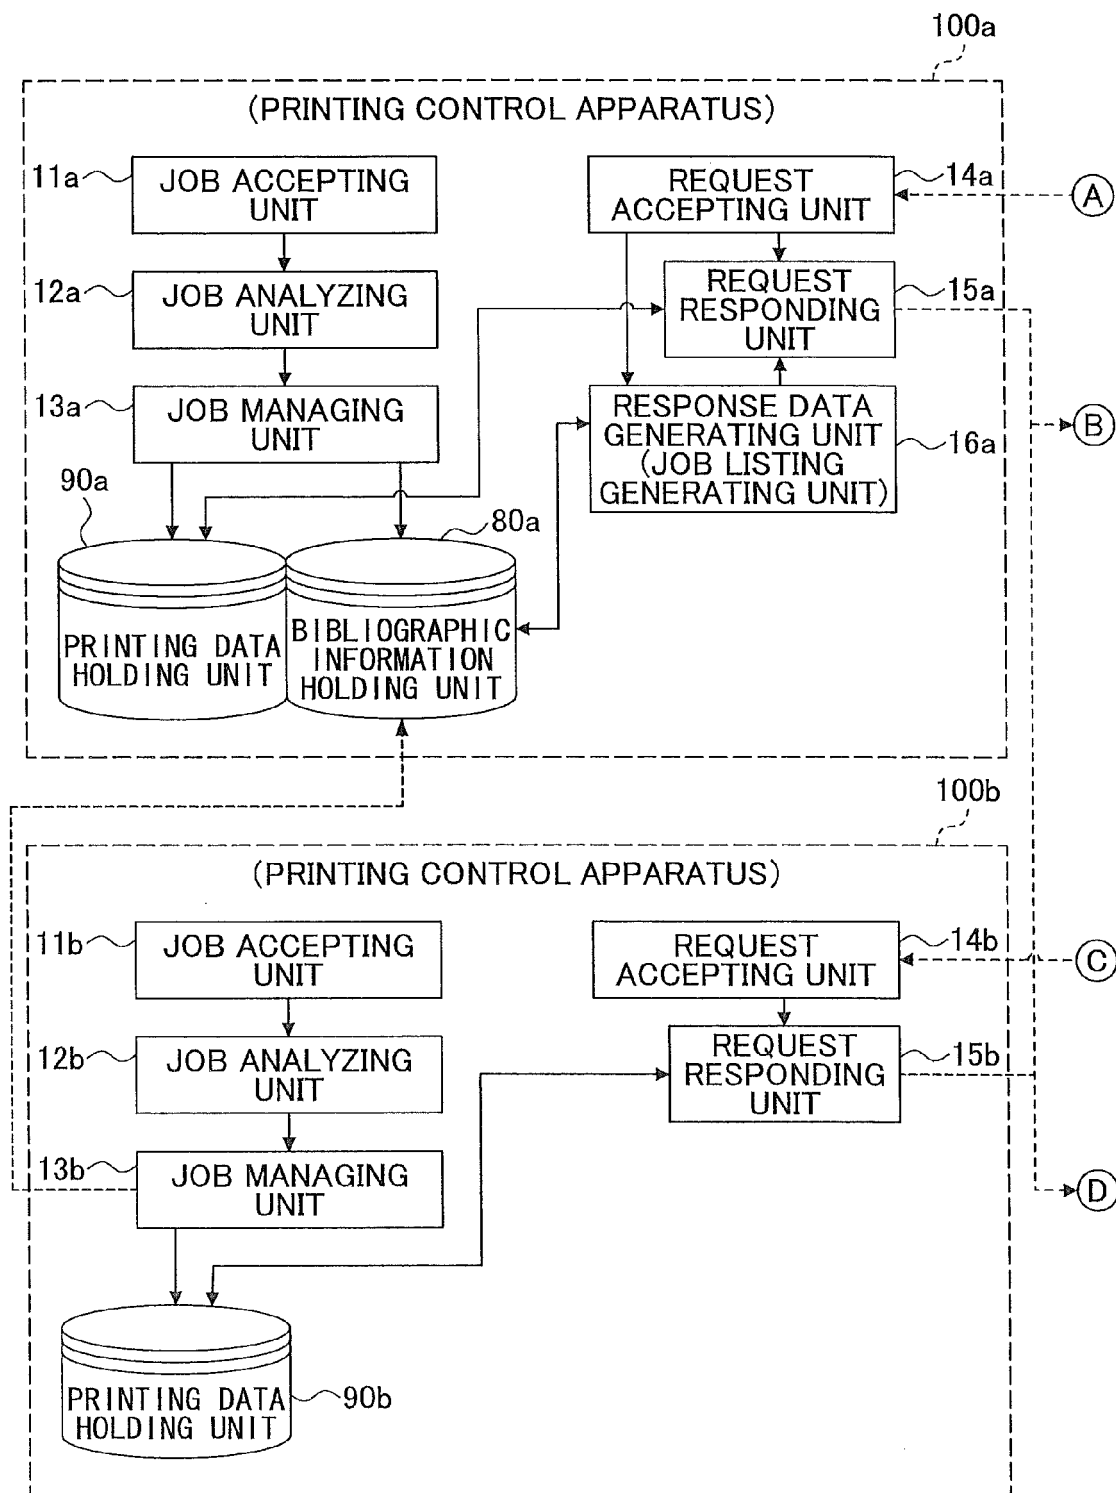 100a
(PRINTING CONTROL APPARATUS)
11a
JOB ACCEPTING
UNIT
REQUEST
ACCEPTING UNIT
14a
A
12a
JOB ANALYZING
UNIT
REQUEST
RESPONDING
UNIT
15a
13a
JOB MANAGING
UNIT
RESPONSE DATA
GENERATING UNIT
(JOB LISTING
GENERATING UNIT)
16a
B
90a
80a
PRINTING DATA
HOLDING UNIT
BIBLIOGRAPHIC
INFORMATION
HOLDING UNIT
100b
(PRINTING CONTROL APPARATUS)
11b
JOB ACCEPTING
UNIT
REQUEST
ACCEPTING UNIT
14b
C
12b
JOB ANALYZING
UNIT
REQUEST
RESPONDING
UNIT
15b
13b
JOB MANAGING
UNIT
D
PRINTING DATA
HOLDING UNIT
90b